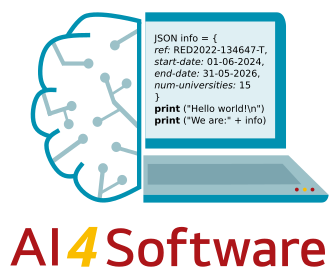 JSON info = {
ref: RED2022-134647-T,
start-date: 01-06-2024,
end-date: 31-05-2026,
num-universities: 15
}
print ("Hello world!\n")
print ("We are:" + info)
AI4Software